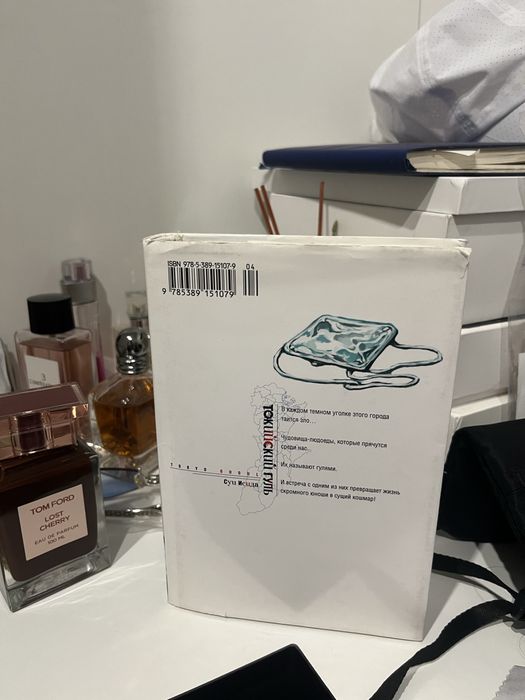 ISBN 978-5-389-15107-9 04
9 785389 151079
В каждом темном уголке этого города
таится зло...
Чудовища-людоеды, которые прячутся
среди нас.
Их называют гулями.
И встреча с одним из них превращает жизнь
скромного юноши в сущий кошмар!
ТОКИЙСКИЙ ГУЛЬ
TOKYO GHOUL
Суи Исида
3
TOM FORD
LOST
CHERRY
EAU DE PARFUM
100 ML